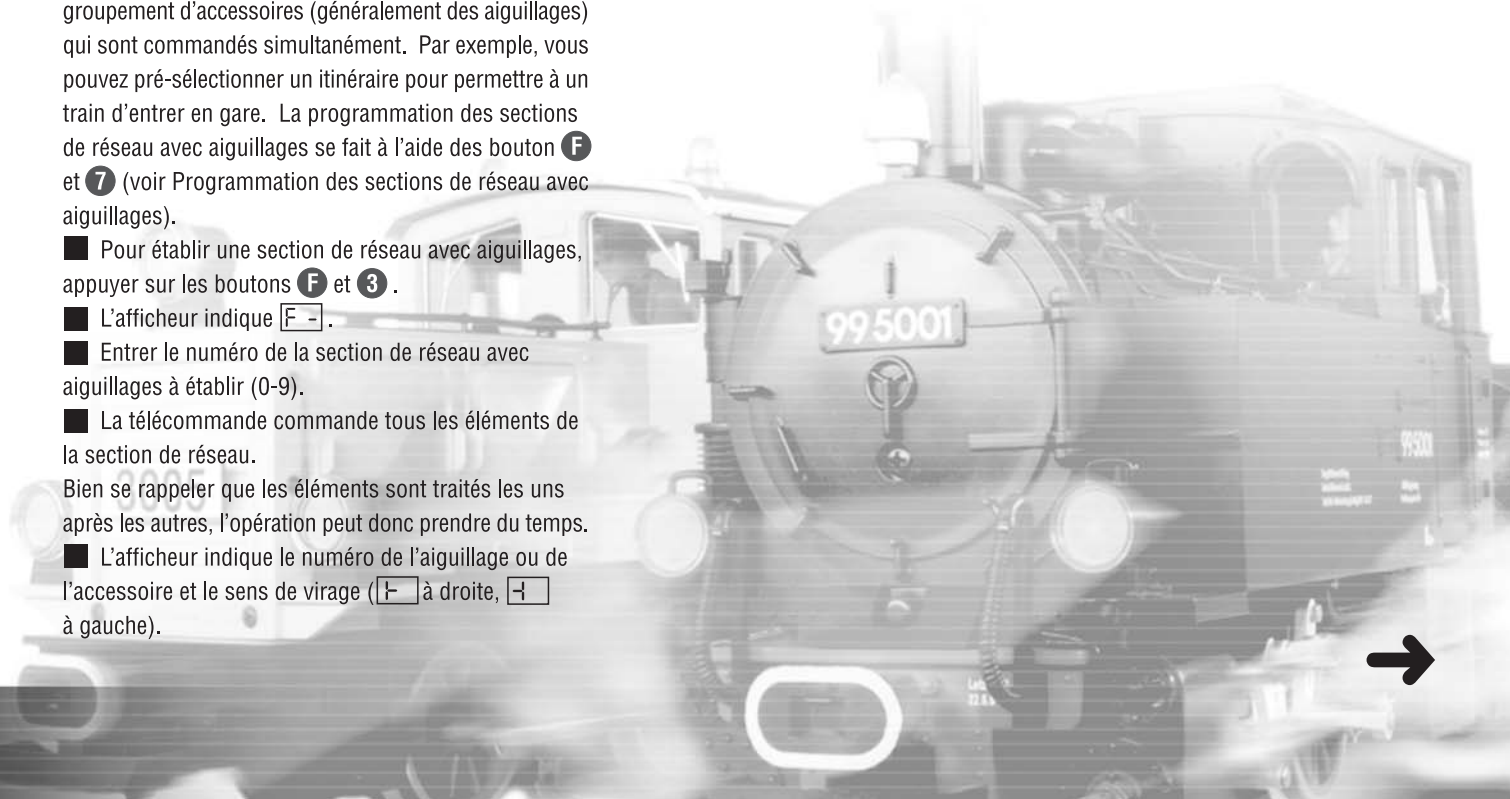 groupement d'accessoires (généralement des aiguillages)
qui sont commandés simultanément. Par exemple, vous
pouvez pré-sélectionner un itinéraire pour permettre à un
train d'entrer en gare. La programmation des sections
de réseau avec aiguillages se fait à l'aide des bouton F
et 7 (voir Programmation des sections de réseau avec
aiguillages).
■ Pour établir une section de réseau avec aiguillages,
appuyer sur les boutons F et 3 .
■ L'afficheur indique F - .
■ Entrer le numéro de la section de réseau avec
aiguillages à établir (0-9).
■ La télécommande commande tous les éléments de
la section de réseau.
Bien se rappeler que les éléments sont traités les uns
après les autres, l'opération peut donc prendre du temps.
■ L'afficheur indique le numéro de l'aiguillage ou de
l'accessoire et le sens de virage (⊢ à droite, ⊣
à gauche).
99 5001
99 5001